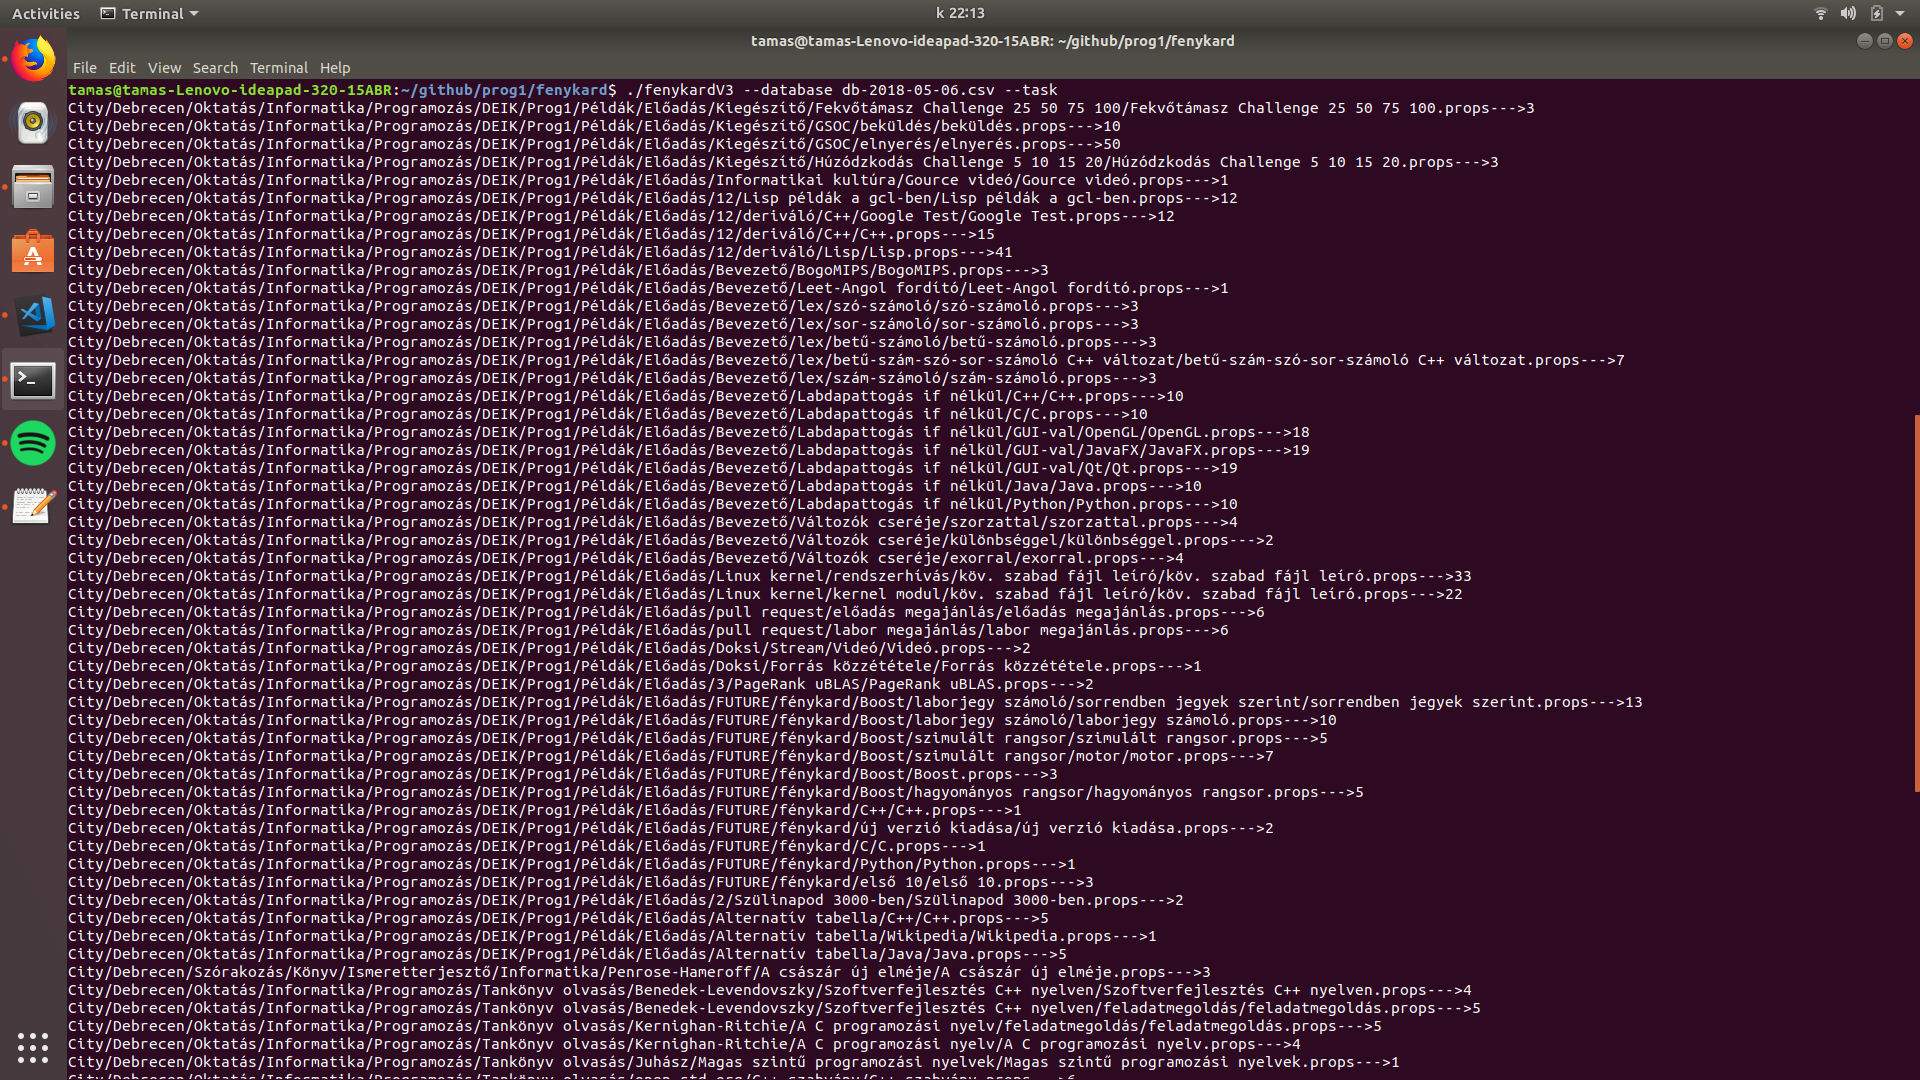 Activities Terminal k 22:13
tamas@tamas-Lenovo-ideapad-320-15ABR: ~/github/prog1/fenykard
File Edit View Search Terminal Help
tamas@tamas-Lenovo-ideapad-320-15ABR:~/github/prog1/fenykard$ ./fenykardV3 --database db-2018-05-06.csv --task
City/Debrecen/Oktatás/Informatika/Programozás/DEIK/Prog1/Példák/Előadás/Kiegészítő/Fekvőtámasz Challenge 25 50 75 100/Fekvőtámasz Challenge 25 50 75 100.props--->3
City/Debrecen/Oktatás/Informatika/Programozás/DEIK/Prog1/Példák/Előadás/Kiegészítő/GSOC/beküldés/beküldés.props--->10
City/Debrecen/Oktatás/Informatika/Programozás/DEIK/Prog1/Példák/Előadás/Kiegészítő/GSOC/elnyerés/elnyerés.props--->50
City/Debrecen/Oktatás/Informatika/Programozás/DEIK/Prog1/Példák/Előadás/Kiegészítő/Húzódzkodás Challenge 5 10 15 20/Húzódzkodás Challenge 5 10 15 20.props--->3
City/Debrecen/Oktatás/Informatika/Programozás/DEIK/Prog1/Példák/Előadás/Informatikai kultúra/Gource videó/Gource videó.props--->1
City/Debrecen/Oktatás/Informatika/Programozás/DEIK/Prog1/Példák/Előadás/12/Lisp példák a gcl-ben/Lisp példák a gcl-ben.props--->12
City/Debrecen/Oktatás/Informatika/Programozás/DEIK/Prog1/Példák/Előadás/12/deriváló/C++/Google Test/Google Test.props--->12
City/Debrecen/Oktatás/Informatika/Programozás/DEIK/Prog1/Példák/Előadás/12/deriváló/C++/C++.props--->15
City/Debrecen/Oktatás/Informatika/Programozás/DEIK/Prog1/Példák/Előadás/12/deriváló/Lisp/Lisp.props--->41
City/Debrecen/Oktatás/Informatika/Programozás/DEIK/Prog1/Példák/Előadás/Bevezető/BogoMIPS/BogoMIPS.props--->3
City/Debrecen/Oktatás/Informatika/Programozás/DEIK/Prog1/Példák/Előadás/Bevezető/Leet-Angol fordító/Leet-Angol fordító.props--->1
City/Debrecen/Oktatás/Informatika/Programozás/DEIK/Prog1/Példák/Előadás/Bevezető/lex/szó-számoló/szó-számoló.props--->3
City/Debrecen/Oktatás/Informatika/Programozás/DEIK/Prog1/Példák/Előadás/Bevezető/lex/sor-számoló/sor-számoló.props--->3
City/Debrecen/Oktatás/Informatika/Programozás/DEIK/Prog1/Példák/Előadás/Bevezető/lex/betű-számoló/betű-számoló.props--->3
City/Debrecen/Oktatás/Informatika/Programozás/DEIK/Prog1/Példák/Előadás/Bevezető/lex/betű-szám-szó-sor-számoló C++ változat/betű-szám-szó-sor-számoló C++ változat.props--->7
City/Debrecen/Oktatás/Informatika/Programozás/DEIK/Prog1/Példák/Előadás/Bevezető/lex/szám-számoló/szám-számoló.props--->3
City/Debrecen/Oktatás/Informatika/Programozás/DEIK/Prog1/Példák/Előadás/Bevezető/Labdapattogás if nélkül/C++/C++.props--->10
City/Debrecen/Oktatás/Informatika/Programozás/DEIK/Prog1/Példák/Előadás/Bevezető/Labdapattogás if nélkül/C/C.props--->10
City/Debrecen/Oktatás/Informatika/Programozás/DEIK/Prog1/Példák/Előadás/Bevezető/Labdapattogás if nélkül/GUI-val/OpenGL/OpenGL.props--->18
City/Debrecen/Oktatás/Informatika/Programozás/DEIK/Prog1/Példák/Előadás/Bevezető/Labdapattogás if nélkül/GUI-val/JavaFX/JavaFX.props--->19
City/Debrecen/Oktatás/Informatika/Programozás/DEIK/Prog1/Példák/Előadás/Bevezető/Labdapattogás if nélkül/GUI-val/Qt/Qt.props--->19
City/Debrecen/Oktatás/Informatika/Programozás/DEIK/Prog1/Példák/Előadás/Bevezető/Labdapattogás if nélkül/Java/Java.props--->10
City/Debrecen/Oktatás/Informatika/Programozás/DEIK/Prog1/Példák/Előadás/Bevezető/Labdapattogás if nélkül/Python/Python.props--->10
City/Debrecen/Oktatás/Informatika/Programozás/DEIK/Prog1/Példák/Előadás/Bevezető/Változók cseréje/szorzattal/szorzattal.props--->4
City/Debrecen/Oktatás/Informatika/Programozás/DEIK/Prog1/Példák/Előadás/Bevezető/Változók cseréje/különbséggel/különbséggel.props--->2
City/Debrecen/Oktatás/Informatika/Programozás/DEIK/Prog1/Példák/Előadás/Bevezető/Változók cseréje/exorral/exorral.props--->4
City/Debrecen/Oktatás/Informatika/Programozás/DEIK/Prog1/Példák/Előadás/Linux kernel/rendszerhívás/köv. szabad fájl leíró/köv. szabad fájl leíró.props--->33
City/Debrecen/Oktatás/Informatika/Programozás/DEIK/Prog1/Példák/Előadás/Linux kernel/kernel modul/köv. szabad fájl leíró/köv. szabad fájl leíró.props--->22
City/Debrecen/Oktatás/Informatika/Programozás/DEIK/Prog1/Példák/Előadás/pull request/előadás megajánlás/előadás megajánlás.props--->6
City/Debrecen/Oktatás/Informatika/Programozás/DEIK/Prog1/Példák/Előadás/pull request/labor megajánlás/labor megajánlás.props--->6
City/Debrecen/Oktatás/Informatika/Programozás/DEIK/Prog1/Példák/Előadás/Doksi/Stream/Videó/Videó.props--->2
City/Debrecen/Oktatás/Informatika/Programozás/DEIK/Prog1/Példák/Előadás/Doksi/Forrás közzététele/Forrás közzététele.props--->1
City/Debrecen/Oktatás/Informatika/Programozás/DEIK/Prog1/Példák/Előadás/3/PageRank uBLAS/PageRank uBLAS.props--->2
City/Debrecen/Oktatás/Informatika/Programozás/DEIK/Prog1/Példák/Előadás/FUTURE/fénykard/Boost/laborjegy számoló/sorrendben jegyek szerint/sorrendben jegyek szerint.props--->13
City/Debrecen/Oktatás/Informatika/Programozás/DEIK/Prog1/Példák/Előadás/FUTURE/fénykard/Boost/laborjegy számoló/laborjegy számoló.props--->10
City/Debrecen/Oktatás/Informatika/Programozás/DEIK/Prog1/Példák/Előadás/FUTURE/fénykard/Boost/szimulált rangsor/szimulált rangsor.props--->5
City/Debrecen/Oktatás/Informatika/Programozás/DEIK/Prog1/Példák/Előadás/FUTURE/fénykard/Boost/szimulált rangsor/motor/motor.props--->7
City/Debrecen/Oktatás/Informatika/Programozás/DEIK/Prog1/Példák/Előadás/FUTURE/fénykard/Boost/Boost.props--->3
City/Debrecen/Oktatás/Informatika/Programozás/DEIK/Prog1/Példák/Előadás/FUTURE/fénykard/Boost/hagyományos rangsor/hagyományos rangsor.props--->5
City/Debrecen/Oktatás/Informatika/Programozás/DEIK/Prog1/Példák/Előadás/FUTURE/fénykard/C++/C++.props--->1
City/Debrecen/Oktatás/Informatika/Programozás/DEIK/Prog1/Példák/Előadás/FUTURE/fénykard/új verzió kiadása/új verzió kiadása.props--->2
City/Debrecen/Oktatás/Informatika/Programozás/DEIK/Prog1/Példák/Előadás/FUTURE/fénykard/C/C.props--->1
City/Debrecen/Oktatás/Informatika/Programozás/DEIK/Prog1/Példák/Előadás/FUTURE/fénykard/Python/Python.props--->1
City/Debrecen/Oktatás/Informatika/Programozás/DEIK/Prog1/Példák/Előadás/FUTURE/fénykard/első 10/első 10.props--->3
City/Debrecen/Oktatás/Informatika/Programozás/DEIK/Prog1/Példák/Előadás/2/Szülinapod 3000-ben/Szülinapod 3000-ben.props--->2
City/Debrecen/Oktatás/Informatika/Programozás/DEIK/Prog1/Példák/Előadás/Alternatív tabella/C++/C++.props--->5
City/Debrecen/Oktatás/Informatika/Programozás/DEIK/Prog1/Példák/Előadás/Alternatív tabella/Wikipedia/Wikipedia.props--->1
City/Debrecen/Oktatás/Informatika/Programozás/DEIK/Prog1/Példák/Előadás/Alternatív tabella/Java/Java.props--->5
City/Debrecen/Szórakozás/Könyv/Ismeretterjesztő/Informatika/Penrose-Hameroff/A császár új elméje/A császár új elméje.props--->3
City/Debrecen/Oktatás/Informatika/Programozás/Tankönyv olvasás/Benedek-Levendovszky/Szoftverfejlesztés C++ nyelven/Szoftverfejlesztés C++ nyelven.props--->4
City/Debrecen/Oktatás/Informatika/Programozás/Tankönyv olvasás/Benedek-Levendovszky/Szoftverfejlesztés C++ nyelven/feladatmegoldás/feladatmegoldás.props--->5
City/Debrecen/Oktatás/Informatika/Programozás/Tankönyv olvasás/Kernighan-Ritchie/A C programozási nyelv/feladatmegoldás/feladatmegoldás.props--->5
City/Debrecen/Oktatás/Informatika/Programozás/Tankönyv olvasás/Kernighan-Ritchie/A C programozási nyelv/A C programozási nyelv.props--->4
City/Debrecen/Oktatás/Informatika/Programozás/Tankönyv olvasás/Juhász/Magas szintű programozási nyelvek/Magas szintű programozási nyelvek.props--->1